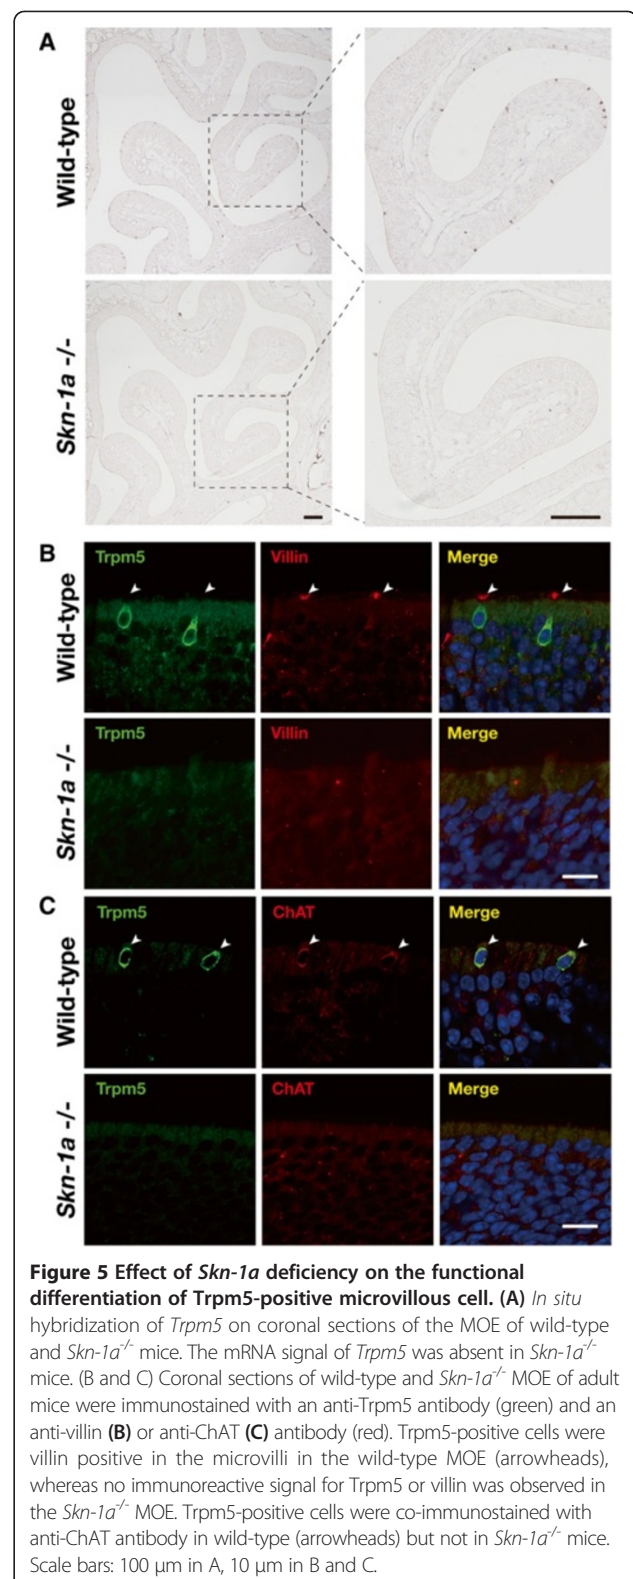 A
Wild-type
Skn-1a -/-
B
Trpm5 Villin Merge
Wild-type
Trpm5 Villin Merge
Skn-1a -/-
C
Trpm5 ChAT Merge
Wild-type
Trpm5 ChAT Merge
Skn-1a -/-
Figure 5 Effect of Skn-1a deficiency on the functional
differentiation of Trpm5-positive microvillous cell. (A) In situ
hybridization of Trpm5 on coronal sections of the MOE of wild-type
and Skn-1a-/- mice. The mRNA signal of Trpm5 was absent in Skn-1a-/-
mice. (B and C) Coronal sections of wild-type and Skn-1a-/- MOE of adult
mice were immunostained with an anti-Trpm5 antibody (green) and an
anti-villin (B) or anti-ChAT (C) antibody (red). Trpm5-positive cells were
villin positive in the microvilli in the wild-type MOE (arrowheads),
whereas no immunoreactive signal for Trpm5 or villin was observed in
the Skn-1a-/- MOE. Trpm5-positive cells were co-immunostained with
anti-ChAT antibody in wild-type (arrowheads) but not in Skn-1a-/- mice.
Scale bars: 100 μm in A, 10 μm in B and C.